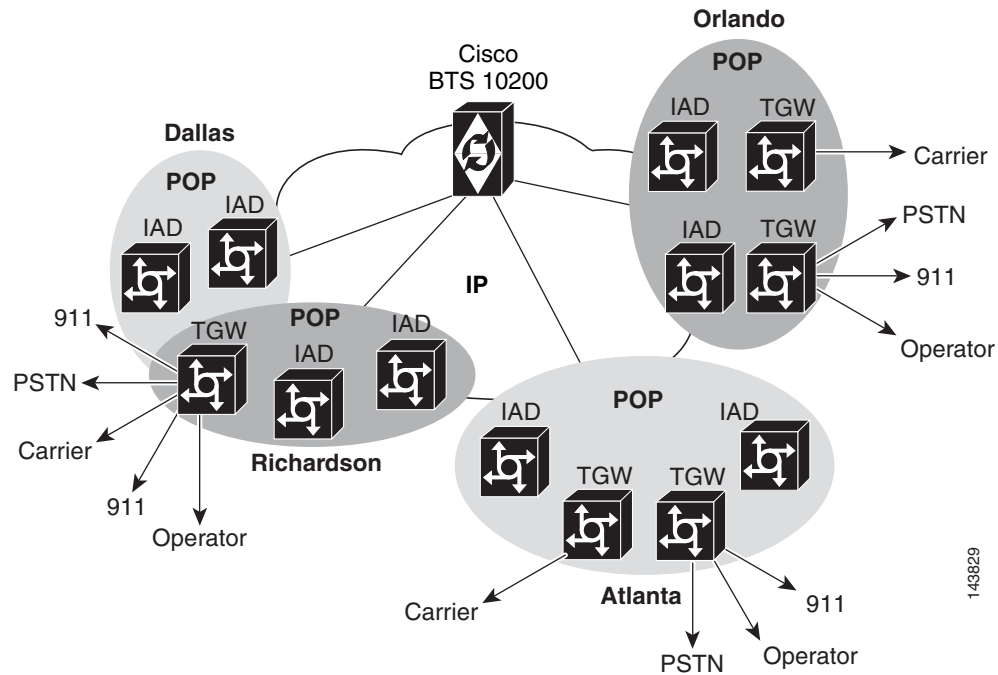 Cisco
BTS 10200
Orlando
POP
IAD
TGW
Carrier
IAD
TGW
PSTN
911
Operator
Dallas
POP
IAD
IAD
IP
911
TGW
POP
IAD
IAD
PSTN
Carrier
911
Operator
Richardson
POP
IAD
IAD
TGW
TGW
Carrier
Atlanta
911
PSTN
Operator
143829